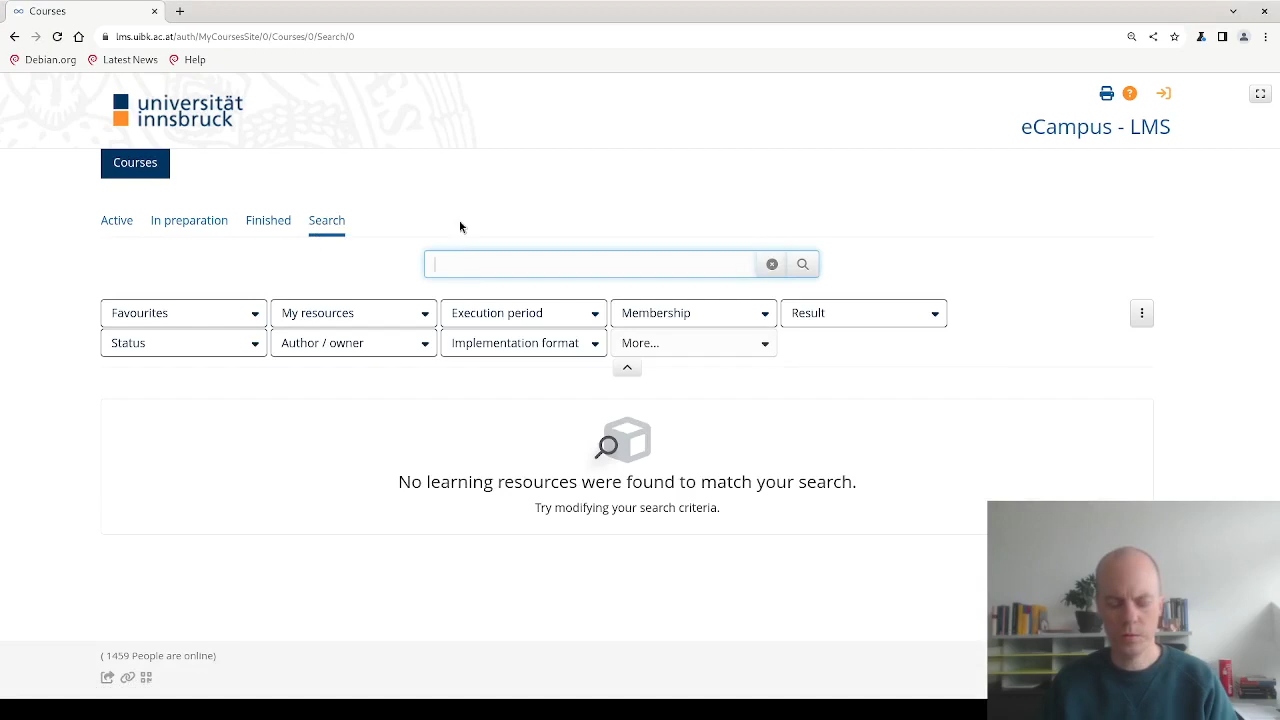 Courses
lms.uibk.ac.at/auth/MyCoursesSite/0/Courses/0/Search/0
Debian.org Latest News Help
universität
innsbruck
eCampus - LMS
Courses
Active In preparation Finished Search
Favourites My resources Execution period Membership Result
Status Author / owner Implementation format More...
No learning resources were found to match your search.
Try modifying your search criteria.
( 1459 People are online)